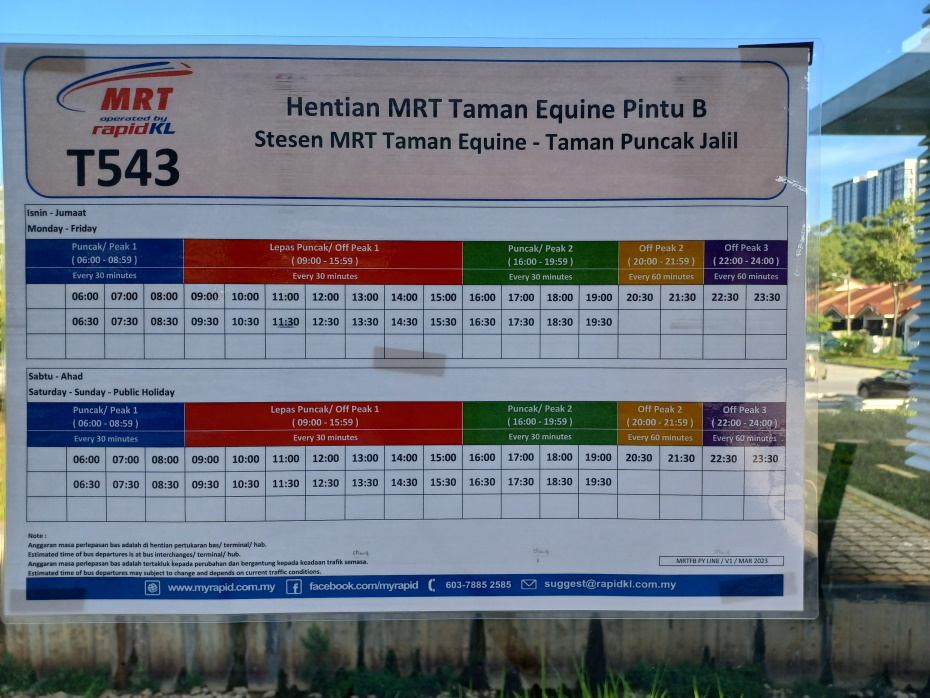 MRT
operated by
rapidKL
T543
Hentian MRT Taman Equine Pintu B
Stesen MRT Taman Equine - Taman Puncak Jalil
Isnin - Jumaat
Monday - Friday
Puncak/ Peak 1 Lepas Puncak/ Off Peak 1 Puncak/ Peak 2 Off Peak 2 Off Peak 3
( 06:00 - 08:59) (09:00 - 15:59) (16:00 - 19:59) (20:00 - 21:59) (22:00 - 24:00)
Every 30 minutes Every 30 minutes Every 30 minutes Every 60 minutes Every 60 minutes
06:00 07:00 08:00 09:00 10:00 11:00 12:00 13:00 14:00 15:00 16:00 17:00 18:00 19:00 20:30 21:30 22:30 23:30
06:30 07:30 08:30 09:30 10:30 11:30 12:30 13:30 14:30 15:30 16:30 17:30 18:30 19:30
Sabtu - Ahad
Saturday - Sunday - Public Holiday
Puncak/ Peak 1 Lepas Puncak/ Off Peak 1 Puncak/ Peak 2 Off Peak 2 Off Peak 3
( 06:00 - 08:59) (09:00 - 15:59) (16:00 - 19:59) (20:00 - 21:59) (22:00 - 24:00)
Every 30 minutes Every 30 minutes Every 30 minutes Every 60 minutes Every 60 minutes
06:00 07:00 08:00 09:00 10:00 11:00 12:00 13:00 14:00 15:00 16:00 17:00 18:00 19:00 20:30 21:30 22:30 23:30
06:30 07:30 08:30 09:30 10:30 11:30 12:30 13:30 14:30 15:30 16:30 17:30 18:30 19:30
Note :
Anggaran masa perlepasan bas adalah di hentian pertukaran bas/ terminal/ hab.
Estimated time of bus departures is at bus interchanges/ terminal/ hub.
Anggaran masa perlepasan bas adalah tertakluk kepada perubahan dan bergantung kepada keadaan trafik semasa.
Estimated time of bus departures may subject to change and depends on current traffic conditions.
MRTFB PY LINE / V1 / MAR 2023
www.myrapid.com.my facebook.com/myrapid 603-7885 2585 suggest@rapidkl.com.my